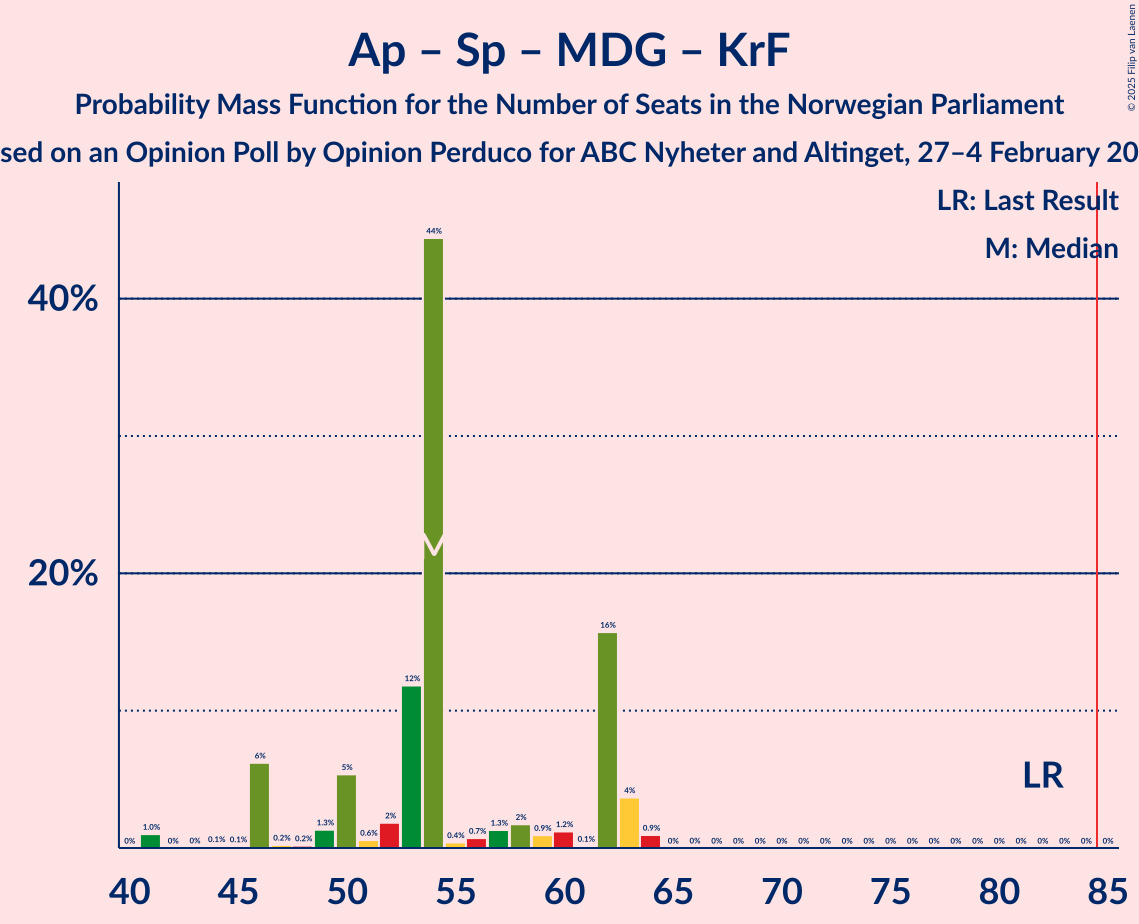 Ap – Sp – MDG – KrF
Probability Mass Function for the Number of Seats in the Norwegian Parliament
sed on an Opinion Poll by Opinion Perduco for ABC Nyheter and Altinget, 27–4 February 20
© 2025 Filip van Laenen
LR: Last Result
M: Median
40%
20%
LR
M
0% 1.0% 0% 0% 0.1% 0.1% 6% 0.2% 0.2% 1.3% 5% 0.6% 2% 12% 44% 0.4% 0.7% 1.3% 2% 0.9% 1.2% 0.1% 16% 4% 0.9% 0% 0% 0% 0% 0% 0% 0% 0% 0% 0% 0% 0% 0% 0% 0% 0% 0% 0% 0% 0% 0%
40 45 50 55 60 65 70 75 80 85